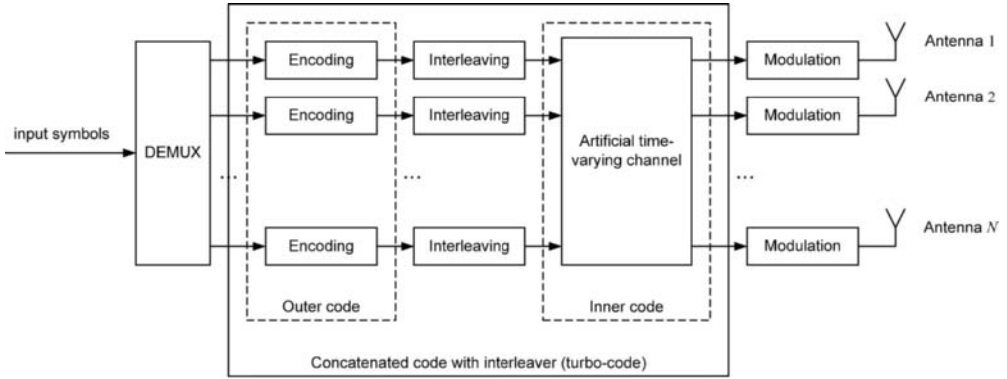 input symbols
DEMUX
Encoding
Interleaving
Modulation
Antenna 1
Encoding
Interleaving
Modulation
Antenna 2
Artificial time-
varying channel
...
...
...
Encoding
Interleaving
Modulation
Antenna N
Outer code
Inner code
Concatenated code with interleaver (turbo-code)